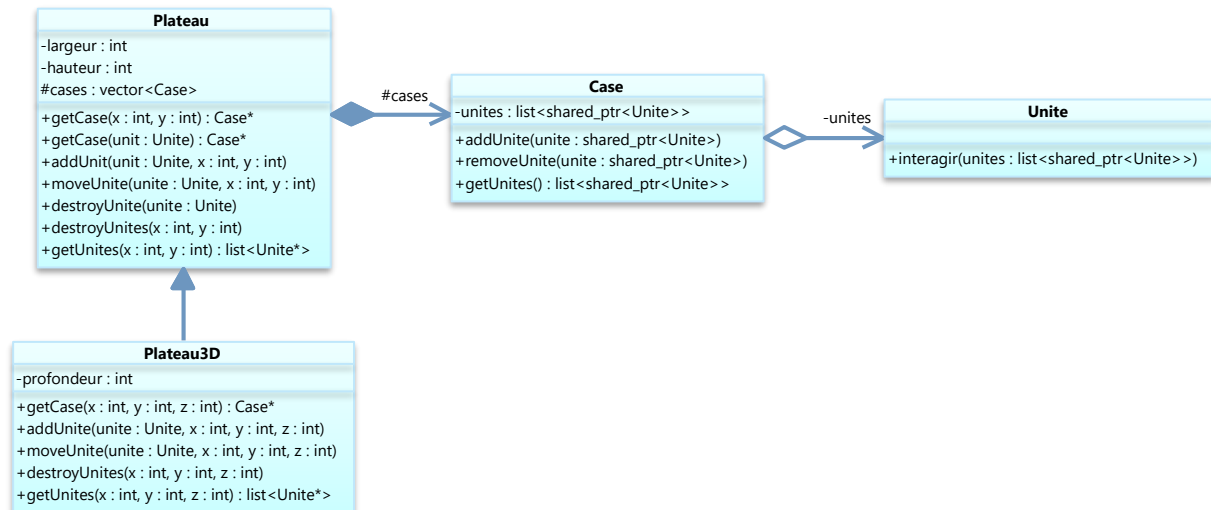 Plateau
-largeur : int
-hauteur : int
#cases : vector<Case>
+getCase(x : int, y : int) : Case*
+getCase(unit : Unite) : Case*
+addUnit(unit : Unite, x : int, y : int)
+moveUnite(unite : Unite, x : int, y : int)
+destroyUnite(unite : Unite)
+destroyUnites(x : int, y : int)
+getUnites(x : int, y : int) : list<Unite*>
#cases
Case
-unites : list<shared_ptr<Unite>>
+addUnite(unite : shared_ptr<Unite>)
+removeUnite(unite : shared_ptr<Unite>)
+getUnites() : list<shared_ptr<Unite>>
-unites
Unite
+interagir(unites : list<shared_ptr<Unite>>)
Plateau3D
-profondeur : int
+getCase(x : int, y : int, z : int) : Case*
+addUnite(unite : Unite, x : int, y : int, z : int)
+moveUnite(unite : Unite, x : int, y : int, z : int)
+destroyUnites(x : int, y : int, z : int)
+getUnites(x : int, y : int, z : int) : list<Unite*>